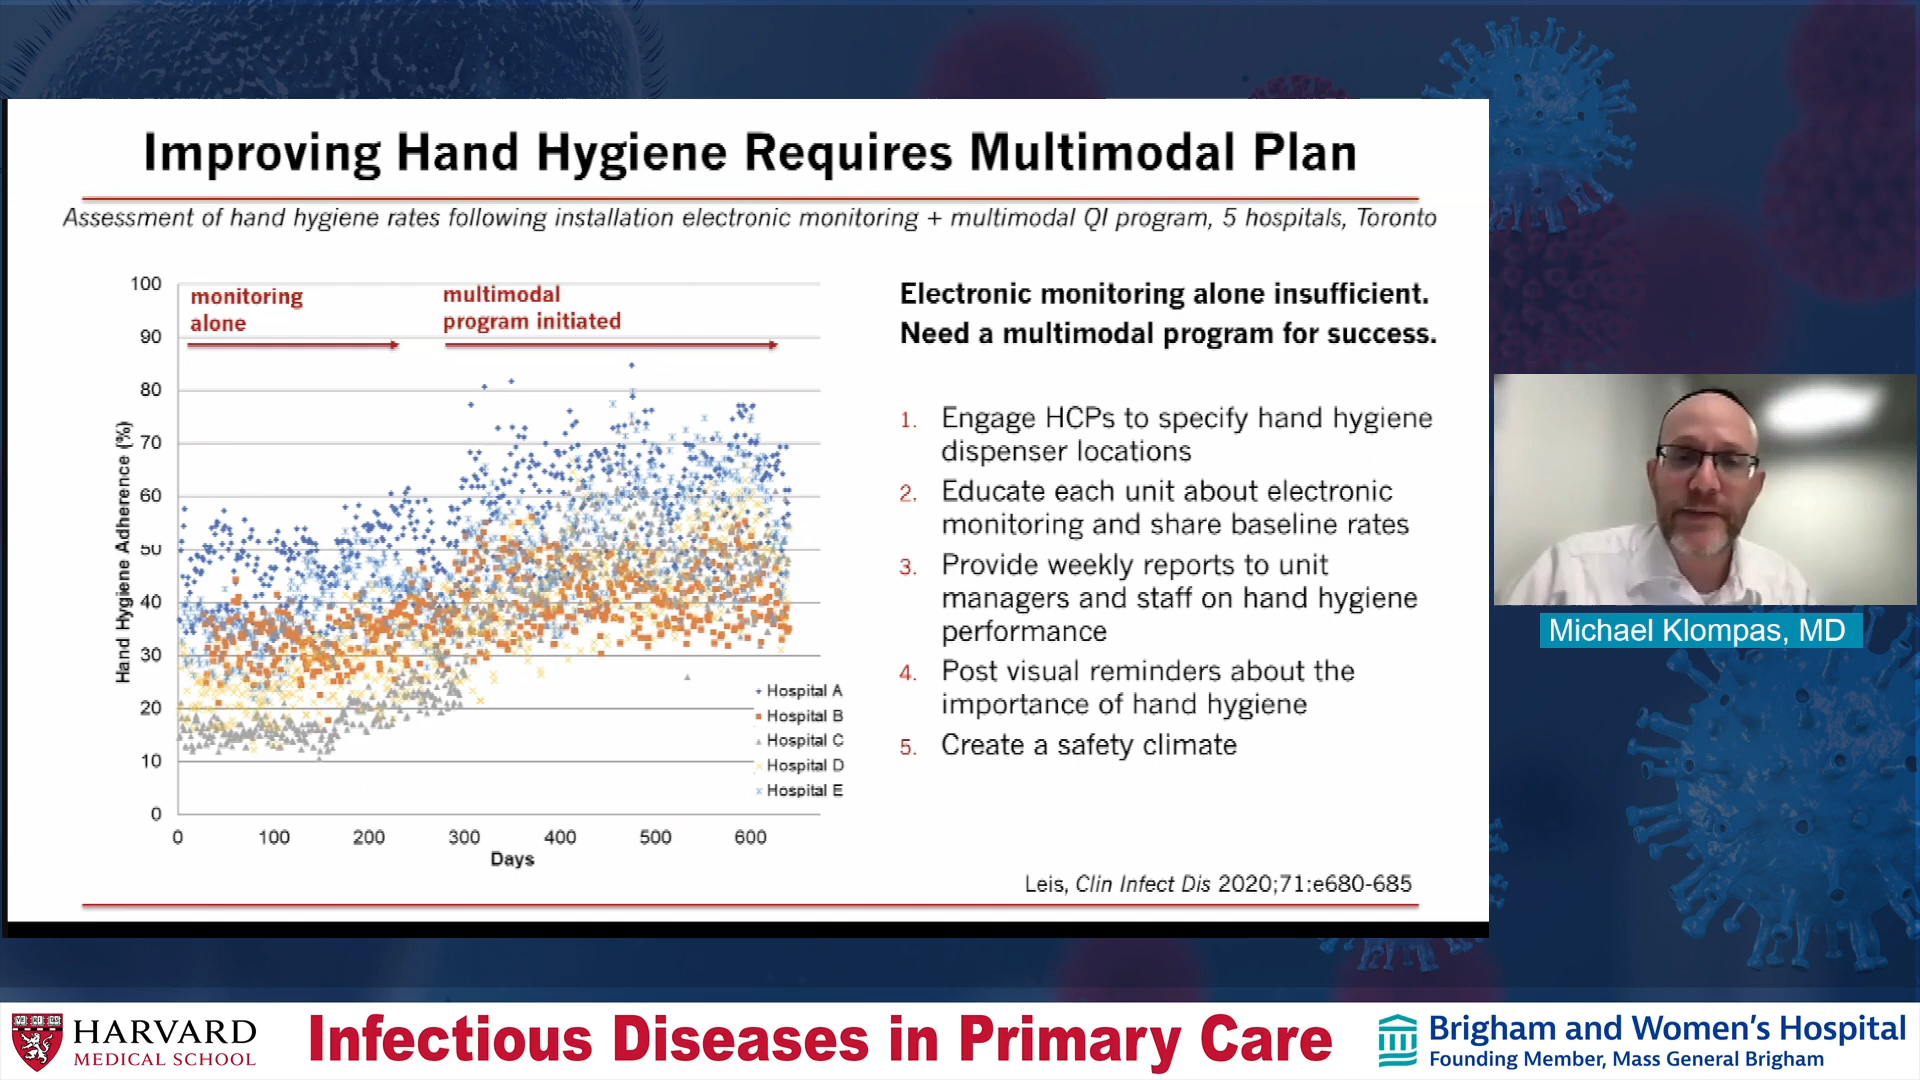 Improving Hand Hygiene Requires Multimodal Plan
Assessment of hand hygiene rates following installation electronic monitoring + multimodal QI program, 5 hospitals, Toronto
100
90
80
70
60
50
40
30
20
10
0
Hand Hygiene Adherence (%)
monitoring
alone
multimodal
program initiated
Hospital A
Hospital B
Hospital C
Hospital D
Hospital E
0 100 200 300 400 500 600
Days
Electronic monitoring alone insufficient.
Need a multimodal program for success.
1. Engage HCPs to specify hand hygiene
dispenser locations
2. Educate each unit about electronic
monitoring and share baseline rates
3. Provide weekly reports to unit
managers and staff on hand hygiene
performance
4. Post visual reminders about the
importance of hand hygiene
5. Create a safety climate
Leis, Clin Infect Dis 2020;71:e680-685
Michael Klompas, MD
HARVARD
MEDICAL SCHOOL
Infectious Diseases in Primary Care
Brigham and Women's Hospital
Founding Member, Mass General Brigham